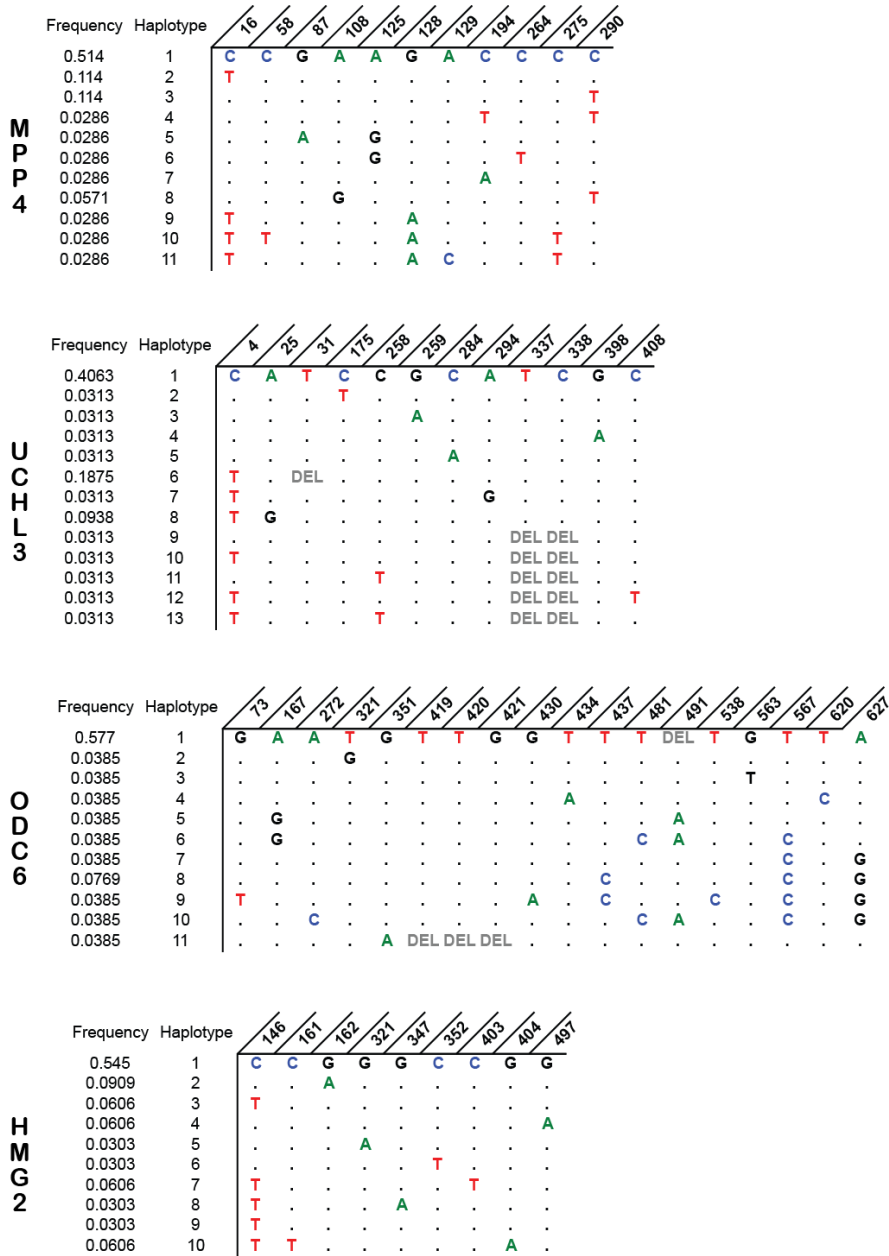 MPP4
Frequency Haplotype 16 58 87 108 125 128 129 194 264 275 290
0.514 1 C C G A A G A C C C C
0.114 2 T . . . . . . . . . .
0.114 3 . . . . . . . . . . T
0.0286 4 . . . . . . . T . . T
0.0286 5 . . A . G . . . . . .
0.0286 6 . . . . G . . . T . .
0.0286 7 . . . . . . . A . . .
0.0571 8 . . . G . . . . . . T
0.0286 9 T . . . . A . . . . .
0.0286 10 T T . . . A . . . T .
0.0286 11 T . . . . A C . . T .
UCHL3
Frequency Haplotype 4 25 31 175 258 259 284 294 337 338 398 408
0.4063 1 C A T C C G C A T C G C
0.0313 2 . . . T . . . . . . . .
0.0313 3 . . . . . A . . . . . .
0.0313 4 . . . . . . . . . . A .
0.0313 5 . . . . . . A . . . . .
0.1875 6 T . DEL . . . . . . . . .
0.0313 7 T . . . . . . G . . . .
0.0938 8 T G . . . . . . . . . .
0.0313 9 . . . . . . . . DEL DEL . .
0.0313 10 T . . . . . . . DEL DEL . .
0.0313 11 . . . . T . . . DEL DEL . .
0.0313 12 T . . . . . . . DEL DEL . T
0.0313 13 T . . . T . . . DEL DEL . .
ODC6
Frequency Haplotype 73 167 272 321 351 419 420 421 430 434 437 481 491 538 563 567 620 627
0.577 1 G A A T G T T G G T T T DEL T G T T A
0.0385 2 . . . G . . . . . . . . . . . . . .
0.0385 3 . . . . . . . . . . . . . . T . . .
0.0385 4 . . . . . . . . . A . . . . . . C .
0.0385 5 . G . . . . . . . . . . A . . . . .
0.0385 6 . G . . . . . . . . . C A . . C . .
0.0385 7 . . . . . . . . . . . . . . . C . G
0.0769 8 . . . . . . . . . . C . . . . C . G
0.0385 9 T . . . . . . . A . C . . C . C . G
0.0385 10 . . C . . . . . . . . C A . . C . G
0.0385 11 . . . . A DEL DEL DEL . . . . . . . . . .
HMG2
Frequency Haplotype 146 161 162 321 347 352 403 404 497
0.545 1 C C G G G C C G G
0.0909 2 . . A . . . . . .
0.0606 3 T . . . . . . . .
0.0606 4 . . . . . . . . A
0.0303 5 . . . A . . . . .
0.0303 6 . . . . . T . . .
0.0606 7 T . . . . . T . .
0.0303 8 T . . . A . . . .
0.0303 9 T . . . . . . . .
0.0606 10 T T . . . . . A .